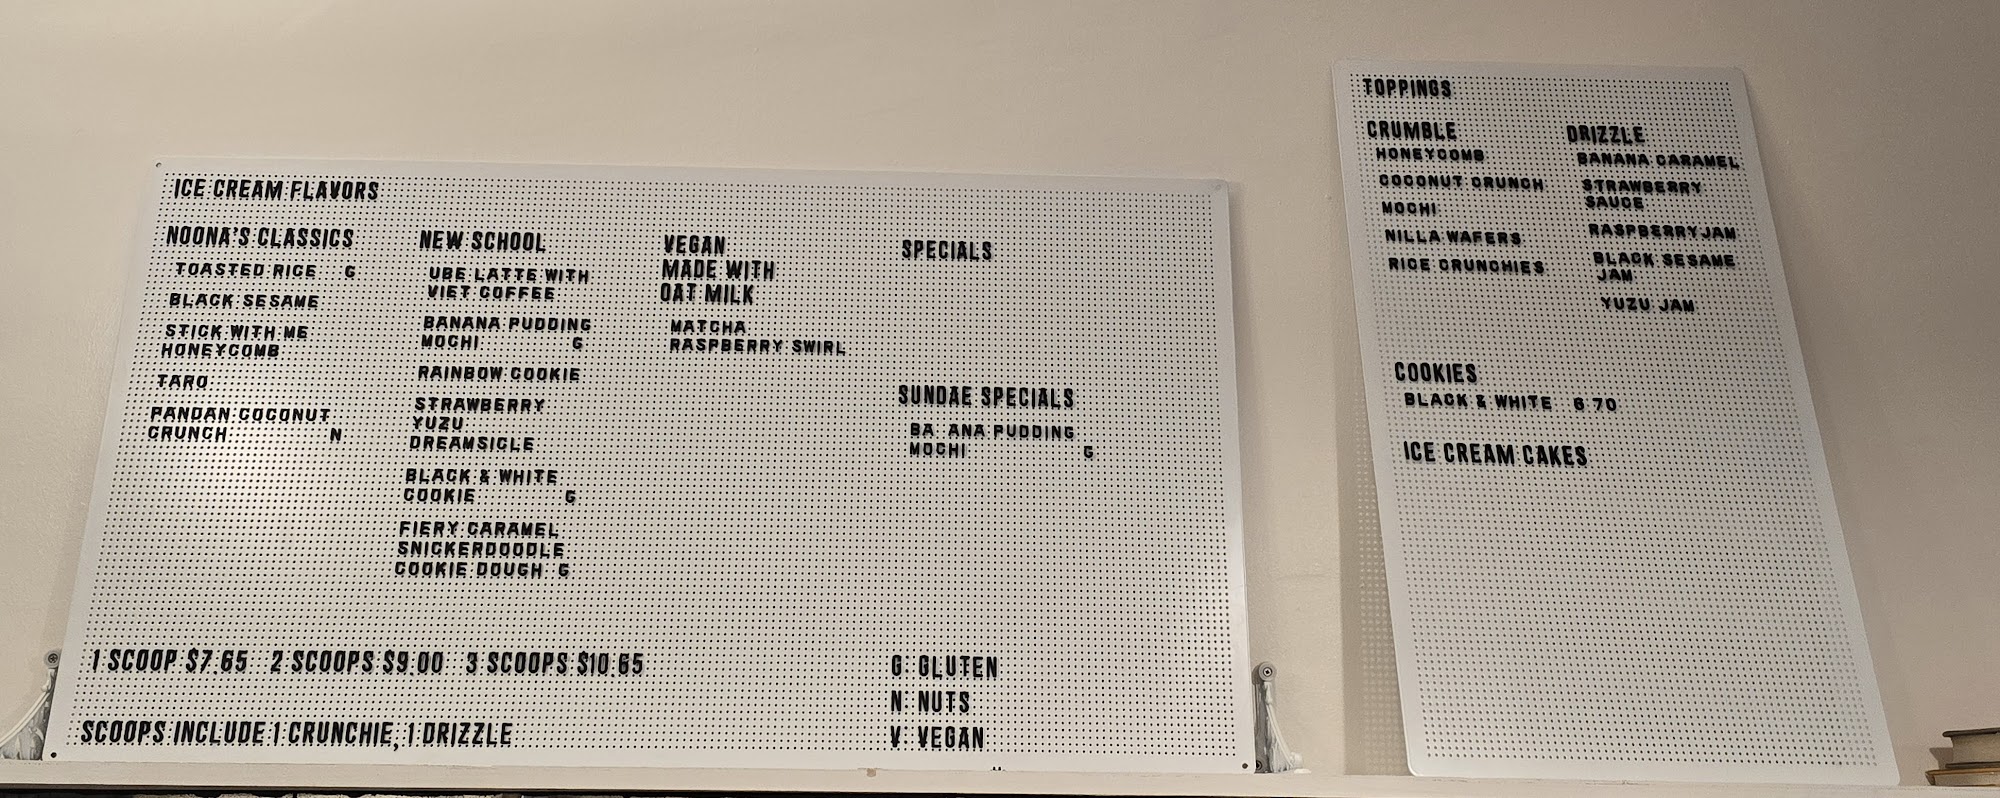 ICE CREAM FLAVORS
NOONA'S CLASSICS
TOASTED RICE G
BLACK SESAME
STICK WITH ME
HONEYCOMB
TARO
PANDAN COCONUT
CRUNCH N
NEW SCHOOL
UBE LATTE WITH
VIET COFFEE
BANANA PUDDING
MOCHI G
RAINBOW COOKIE
STRAWBERRY
YUZU
DREAMSICLE
BLACK & WHITE
COOKIE G
FIERY CARAMEL
SNICKERDOODLE
COOKIE DOUGH G
VEGAN
MADE WITH
OAT MILK
MATCHA
RASPBERRY SWIRL
SPECIALS
SUNDAE SPECIALS
BA ANA PUDDING
MOCHI G
1 SCOOP $7.65 2 SCOOPS $9.00 3 SCOOPS $10.65
SCOOPS INCLUDE 1 CRUNCHIE, 1 DRIZZLE
G: GLUTEN
N: NUTS
V: VEGAN
TOPPINGS
CRUMBLE
HONEYCOMB
COCONUT CRUNCH
MOCHI
NILLA WAFERS
RICE CRUNCHIES
DRIZZLE
BANANA CARAMEL
STRAWBERRY
SAUCE
RASPBERRY JAM
BLACK SESAME
JAM
YUZU JAM
COOKIES
BLACK & WHITE 6 70
ICE CREAM CAKES